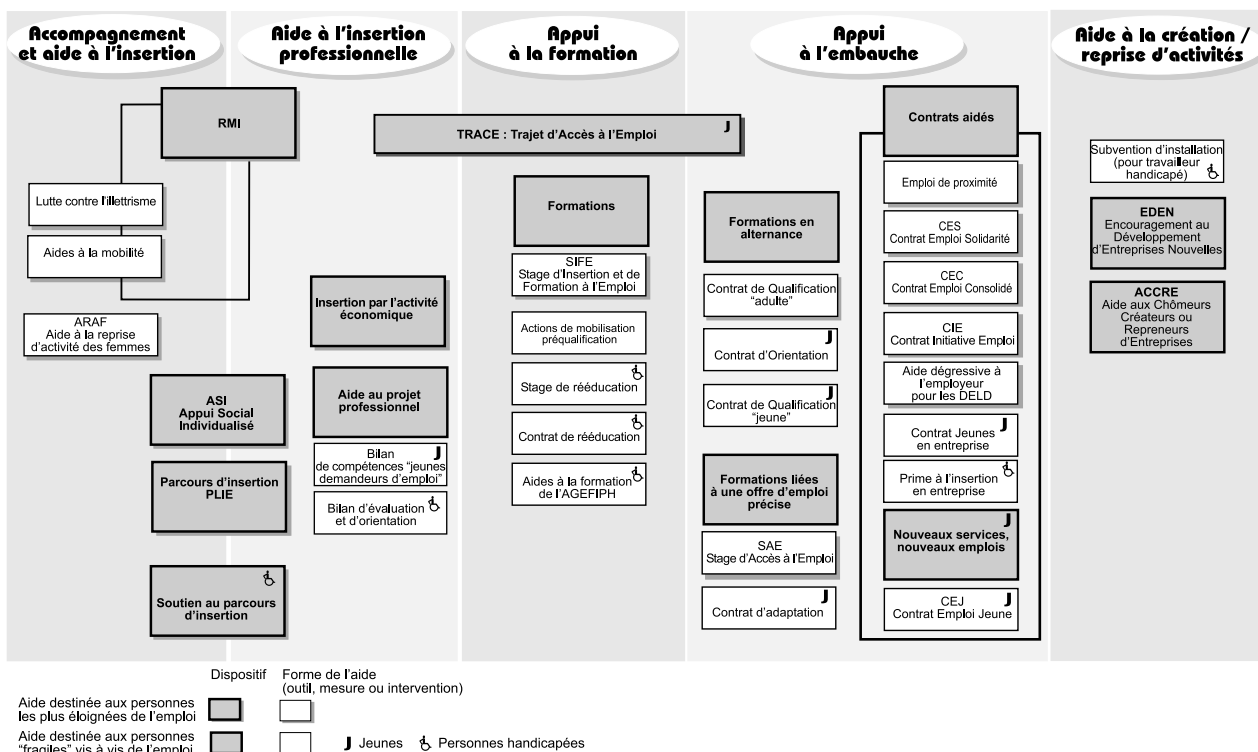 Accompagnement
et aide à l'insertion
Aide à l'insertion
professionnelle
Appui
à la formation
Appui
à l'embauche
Aide à la création /
reprise d'activités
RMI
Lutte contre l'illettrisme
Aides à la mobilité
ARAF
Aide à la reprise
d'activité des femmes
ASI
Appui Social
Individualisé
Parcours d'insertion
PLIE
Soutien au parcours
d'insertion
TRACE : Trajet d'Accès à l'Emploi J
Insertion par l'activité
économique
Aide au projet
professionnel
Bilan J
de compétences "jeunes
demandeurs d'emploi"
Bilan d'évaluation
et d'orientation
Formations
SIFE
Stage d'Insertion et de
Formation à l'Emploi
Actions de mobilisation
préqualification
Stage de rééducation
Contrat de rééducation
Aides à la formation
de l'AGEFIPH
Formations en
alternance
Contrat de Qualification
"adulte"
J
Contrat d'Orientation
J
Contrat de Qualification
"jeune"
Formations liées
à une offre d'emploi
précise
SAE
Stage d'Accès à l'Emploi
J
Contrat d'adaptation
Contrats aidés
Emploi de proximité
CES
Contrat Emploi Solidarité
CEC
Contrat Emploi Consolidé
CIE
Contrat Initiative Emploi
Aide dégressive à
l'employeur
pour les DELD
J
Contrat Jeunes
en entreprise
Prime à l'insertion
en entreprise
J
Nouveaux services,
nouveaux emplois
CEJ J
Contrat Emploi Jeune
Subvention d'installation
(pour travailleur
handicapé)
EDEN
Encouragement au
Développement
d'Entreprises Nouvelles
ACCRE
Aide aux Chômeurs
Créateurs ou
Repreneurs
d'Entreprises
Dispositif
Forme de l'aide
(outil, mesure ou intervention)
Aide destinée aux personnes
les plus éloignées de l'emploi
Aide destinée aux personnes
"fragiles" vis à vis de l'emploi
J Jeunes
Personnes handicapées